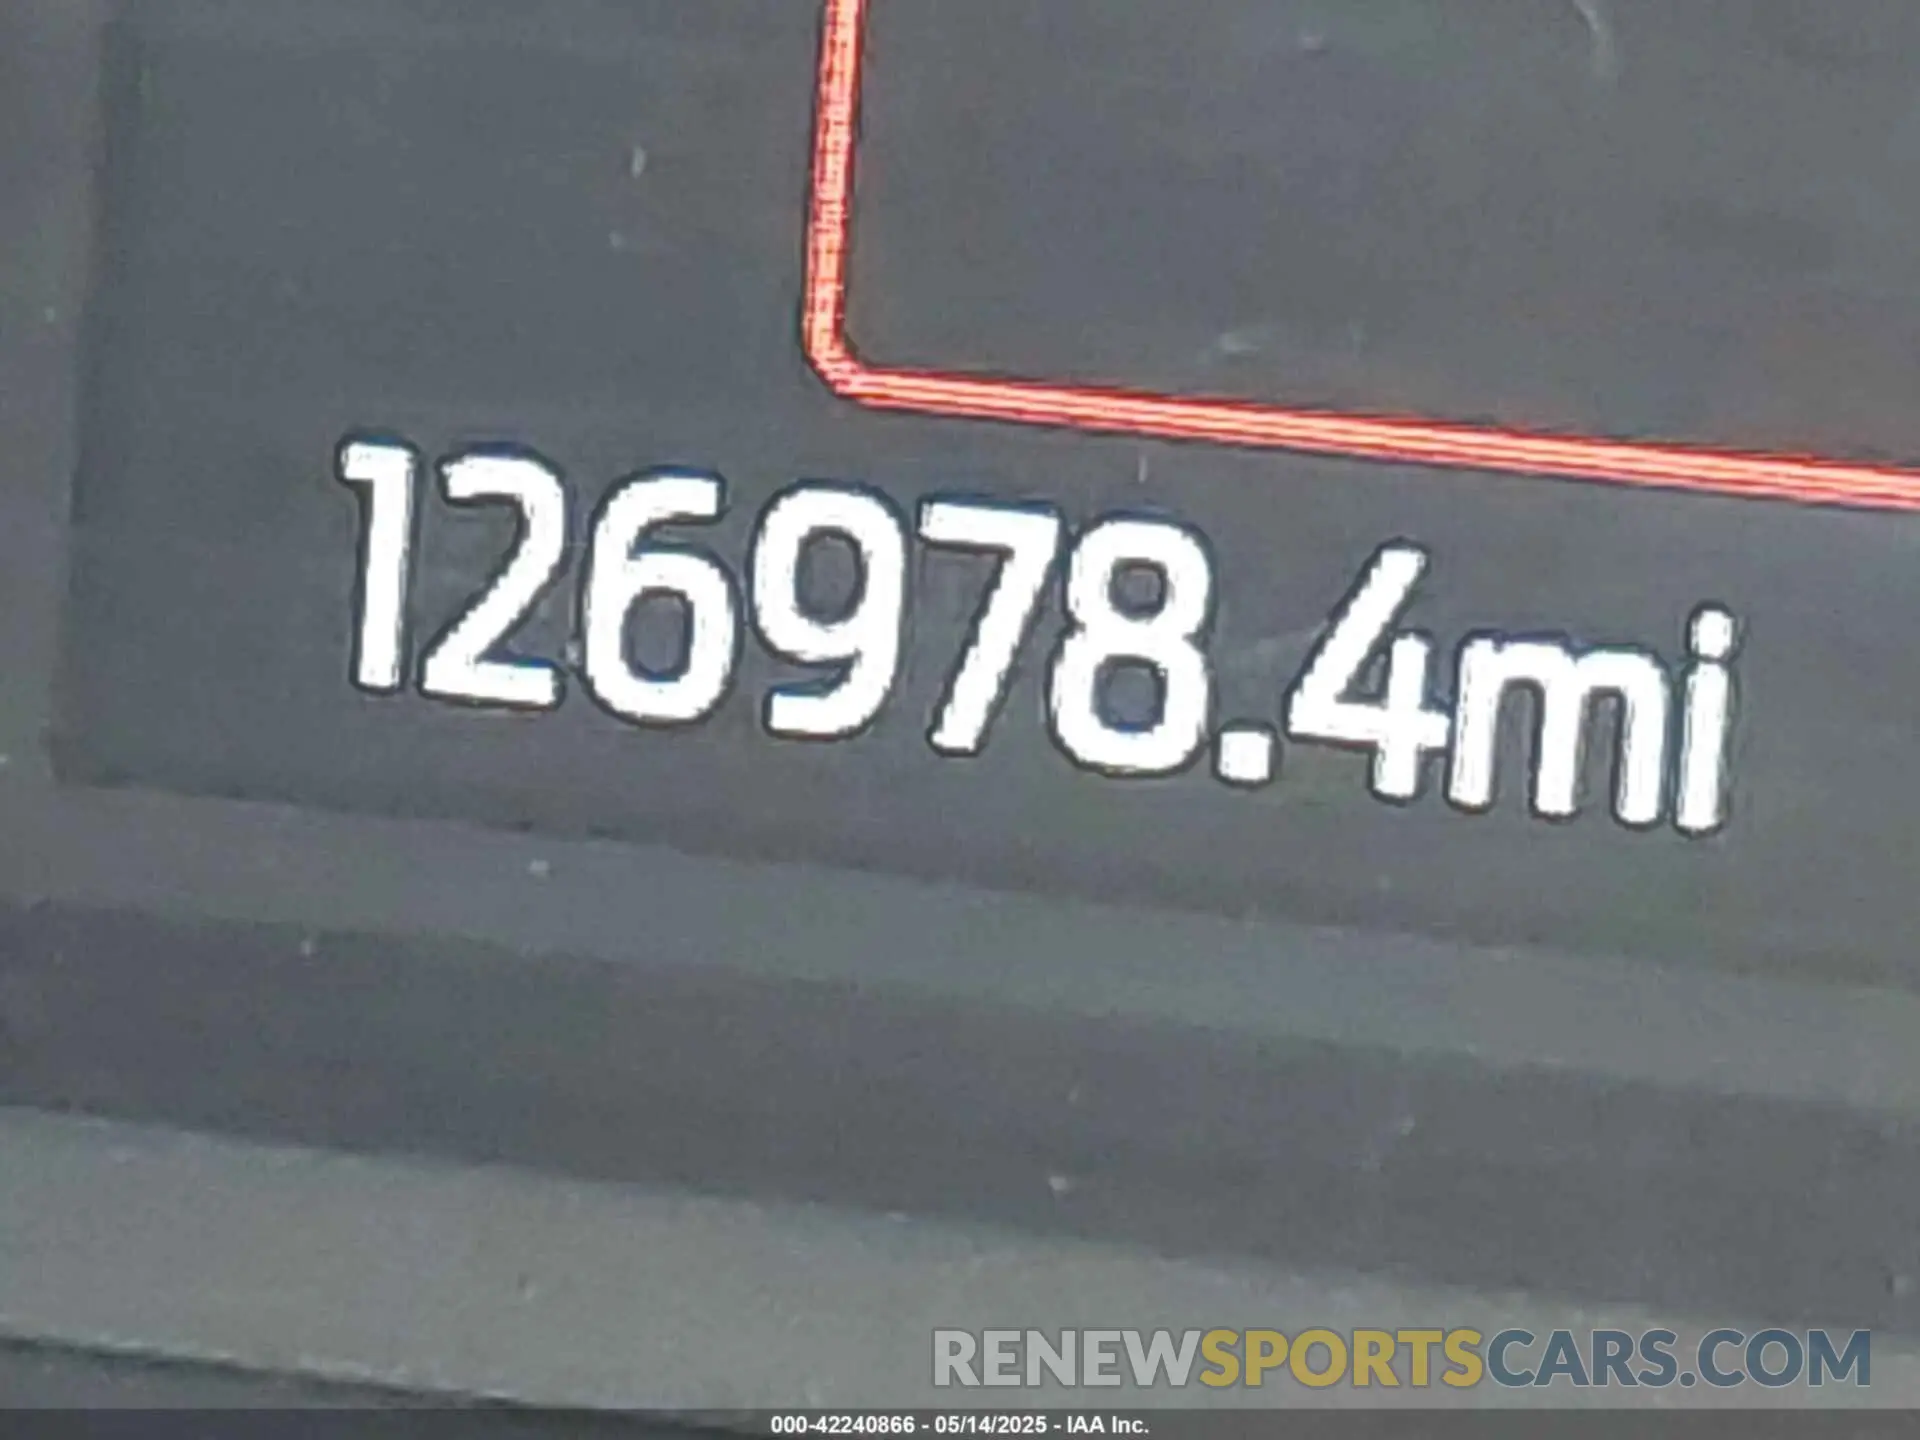 126978.4mi
RENEWSPORTSCARS.COM
000-42240866 - 05/14/2025 - IAA Inc.